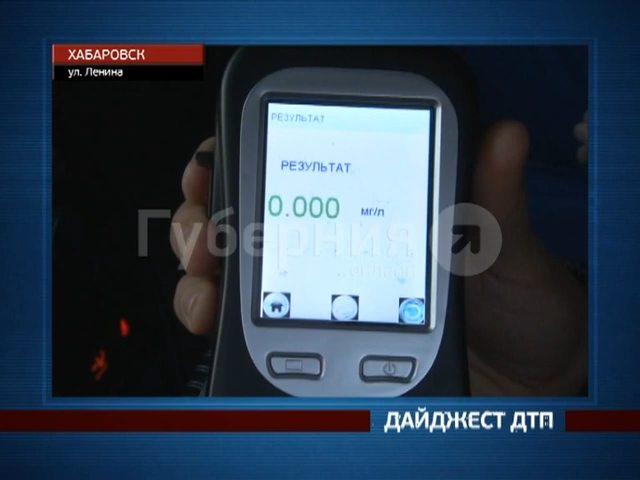 ХАБАРОВСК
ул. Ленина
РЕЗУЛЬТАТ
РЕЗУЛЬТАТ
0.000 мг/л
Губерния
ДАЙДЖЕСТ ДТП